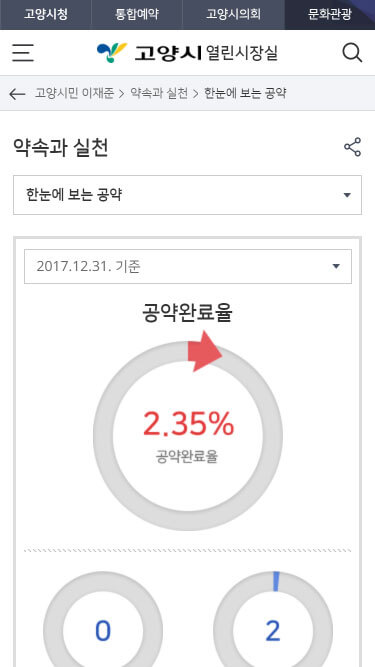 고양시청 통합예약 고양시의회 문화관광
고양시 열린시장실
고양시민 이재준 > 약속과 실천 > 한눈에 보는 공약
약속과 실천
한눈에 보는 공약
2017.12.31. 기준
공약완료율
2.35%
공약완료율
0 2